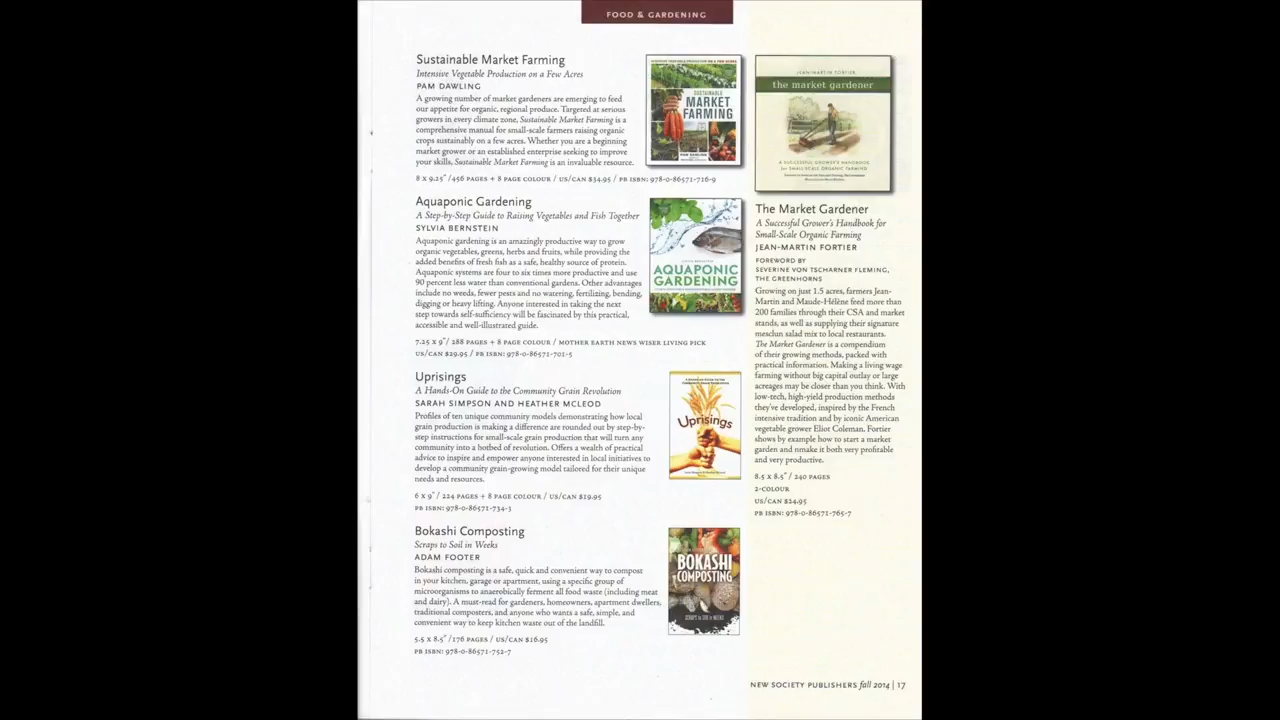 FOOD & GARDENING
Sustainable Market Farming
Intensive Vegetable Production on a Few Acres
PAM DAWLING
A growing number of market gardeners are emerging to feed
our appetite for organic, regional produce. Targeted at serious
growers in every climate zone, Sustainable Market Farming is a
comprehensive manual for small-scale farmers raising organic
crops sustainably on a few acres. Whether you are a beginning
market grower or an established enterprise seeking to improve
your skills, Sustainable Market Farming is an invaluable resource.
8 X 9.25" /456 PAGES + 8 PAGE COLOUR / US/CAN $34.95 / PB ISBN: 978-0-86571-716-9
SUSTAINABLE
MARKET
FARMING
Aquaponic Gardening
A Step-by-Step Guide to Raising Vegetables and Fish Together
SYLVIA BERNSTEIN
Aquaponic gardening is an amazingly productive way to grow
organic vegetables, greens, herbs and fruits, while providing the
added benefits of fresh fish as a safe, healthy source of protein.
Aquaponic systems are four to six times more productive and use
90 percent less water than conventional gardens. Other advantages
include no weeds, fewer pests and no watering, fertilizing, bending,
digging or heavy lifting. Anyone interested in taking the next
step towards self-sufficiency will be fascinated by this practical,
accessible and well-illustrated guide.
7.25 X 9"/ 288 PAGES + 8 PAGE COLOUR / MOTHER EARTH NEWS WISER LIVING PICK
US/CAN $29.95 / PB ISBN: 978-0-86571-701-5
AQUAPONIC
GARDENING
Uprisings
A Hands-On Guide to the Community Grain Revolution
SARAH SIMPSON AND HEATHER MCLEOD
Profiles of ten unique community models demonstrating how local
grain production is making a difference are rounded out by step-by-
step instructions for small-scale grain production that will turn any
community into a hotbed of revolution. Offers a wealth of practical
advice to inspire and empower anyone interested in local initiatives to
develop a community grain-growing model tailored for their unique
needs and resources.
6 X 9" / 224 PAGES + 8 PAGE COLOUR / US/CAN $19.95
PB ISBN: 978-0-86571-734-3
Uprisings
Bokashi Composting
Scraps to Soil in Weeks
ADAM FOOTER
Bokashi composting is a safe, quick and convenient way to compost
in your kitchen, garage or apartment, using a specific group of
microorganisms to anaerobically ferment all food waste (including meat
and dairy). A must-read for gardeners, homeowners, apartment dwellers,
traditional composters, and anyone who wants a safe, simple, and
convenient way to keep kitchen waste out of the landfill.
5.5 X 8.5" /176 PAGES / US/CAN $16.95
PB ISBN: 978-0-86571-752-7
BOKASHI
COMPOSTING
SCRAPS to SOIL in WEEKS
JEAN-MARTIN FORTIER
the market gardener
A SUCCESSFUL GROWER'S HANDBOOK
for SMALL-SCALE ORGANIC FARMING
The Market Gardener
A Successful Grower's Handbook for
Small-Scale Organic Farming
JEAN-MARTIN FORTIER
FOREWORD BY
SEVERINE VON TSCHARNER FLEMING,
THE GREENHORNS
Growing on just 1.5 acres, farmers Jean-
Martin and Maude-Hélène feed more than
200 families through their CSA and market
stands, as well as supplying their signature
mesclun salad mix to local restaurants.
The Market Gardener is a compendium
of their growing methods, packed with
practical information. Making a living wage
farming without big capital outlay or large
acreages may be closer than you think. With
low-tech, high-yield production methods
they've developed, inspired by the French
intensive tradition and by iconic American
vegetable grower Eliot Coleman. Fortier
shows by example how to start a market
garden and nmake it both very profitable
and very productive.
8.5 X 8.5" / 240 PAGES
2-COLOUR
US/CAN $24.95
PB ISBN: 978-0-86571-765-7
NEW SOCIETY PUBLISHERS fall 2014 | 17